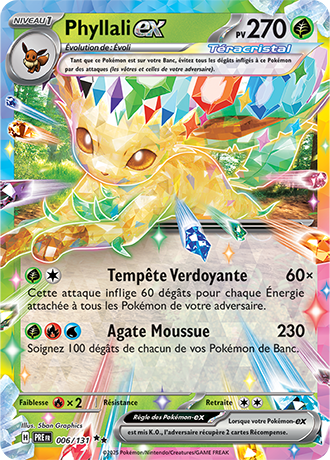 NIVEAU 1
Phyllali ex
PV 270
Évolution de : Évoli
Téracristal
Tant que ce Pokémon est sur votre Banc, évitez tous les dégâts infligés à ce Pokémon
par des attaques (les vôtres et celles de votre adversaire).
Tempête Verdoyante 60×
Cette attaque inflige 60 dégâts pour chaque Énergie
attachée à tous les Pokémon de votre adversaire.
Agate Moussue 230
Soignez 100 dégâts de chacun de vos Pokémon de Banc.
Faiblesse ×2 Résistance Retraite
Illus. 5ban Graphics
Règle des Pokémon-ex
Lorsque votre Pokémon-ex
est mis K.O., l'adversaire récupère 2 cartes Récompense.
H PRE FR 006/131
©2025 Pokémon/Nintendo/Creatures/GAME FREAK